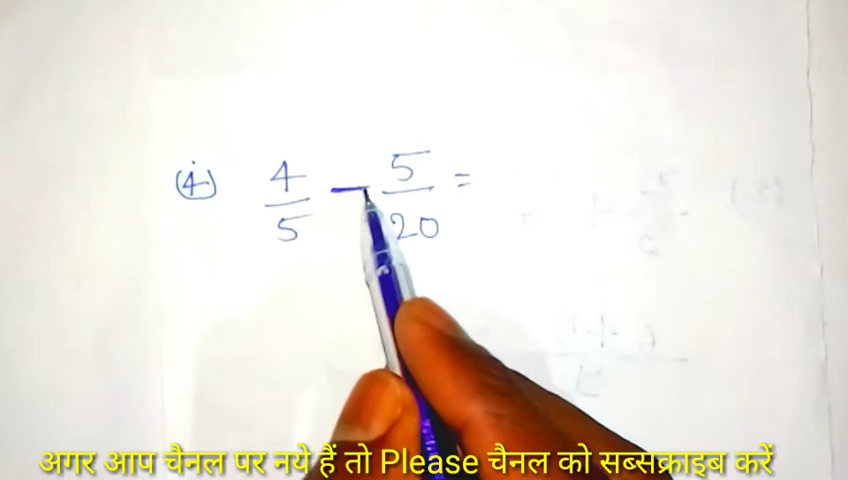 (4) 4/5 - 5/20 =
अगर आप चैनल पर नये हैं तो Please चैनल को सब्सक्राइब करें